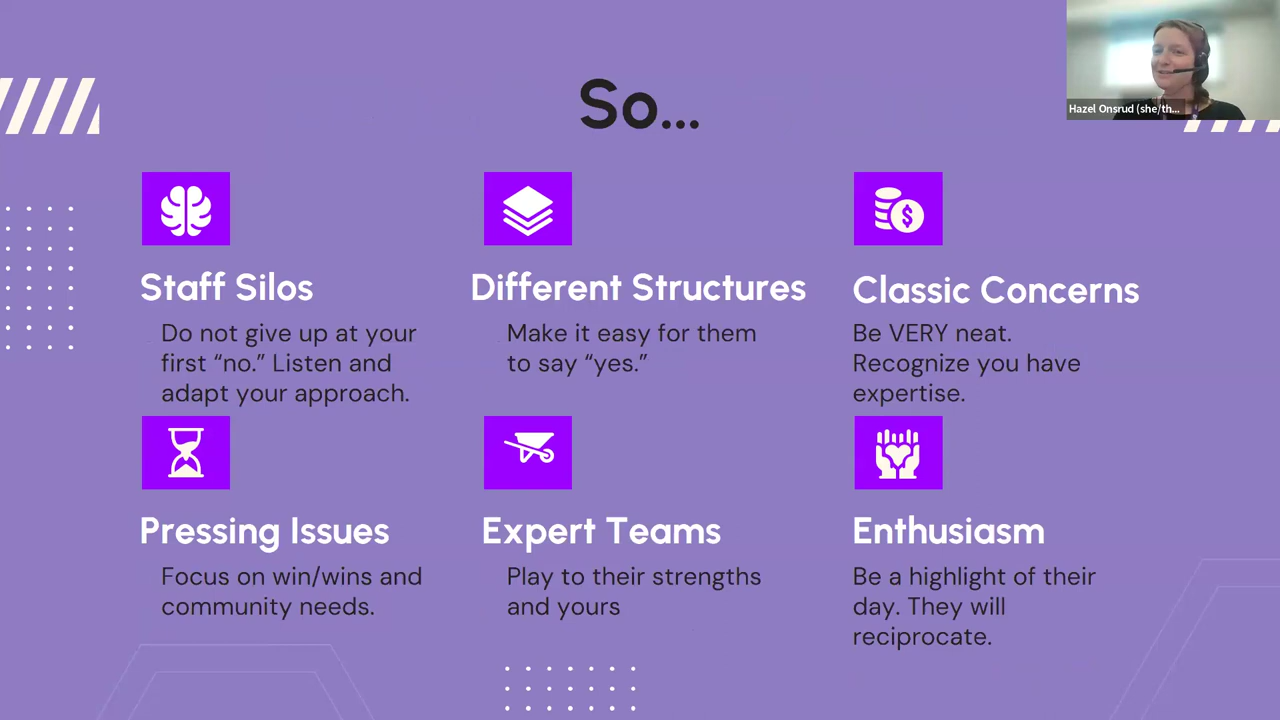 So...
Hazel Onsrud (she/th...
Staff Silos
Do not give up at your
first “no.” Listen and
adapt your approach.
Different Structures
Make it easy for them
to say “yes.”
Classic Concerns
$
Be VERY neat.
Recognize you have
expertise.
Pressing Issues
Focus on win/wins and
community needs.
Expert Teams
Play to their strengths
and yours
Enthusiasm
Be a highlight of their
day. They will
reciprocate.